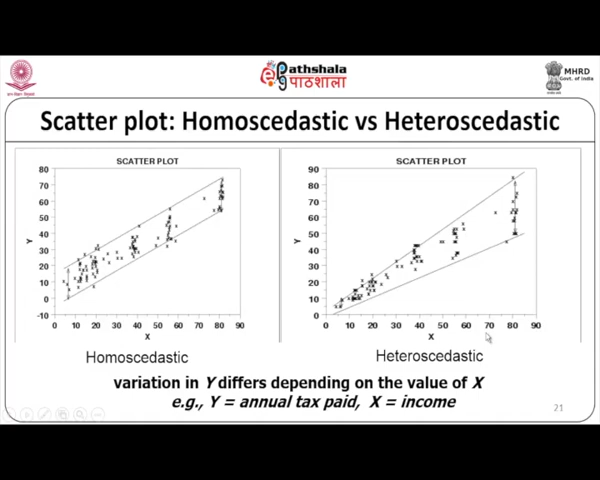 ePathshala
पाठशाला
MHRD
Govt. of India
Scatter plot: Homoscedastic vs Heteroscedastic
SCATTER PLOT
80
70
60
50
40
30
20
10
0
-10
Y
0 10 20 30 40 50 60 70 80 90
X
Homoscedastic
SCATTER PLOT
90
80
70
60
50
40
30
20
10
0
Y
0 10 20 30 40 50 60 70 80 90
X
Heteroscedastic
variation in Y differs depending on the value of X
e.g., Y = annual tax paid, X = income
21